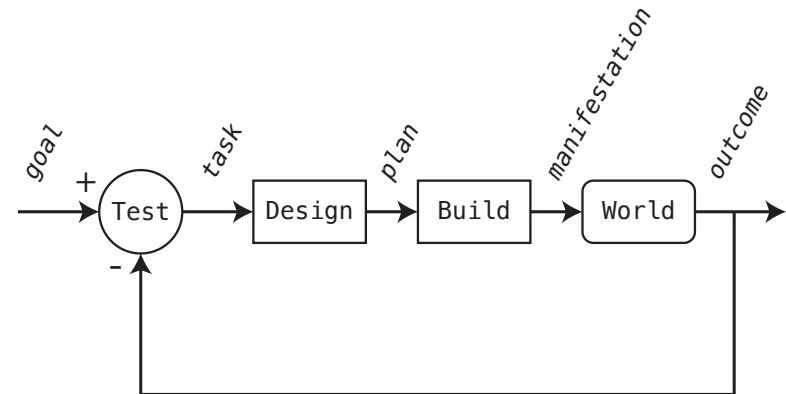 goal
+
Test
-
task
Design
plan
Build
manifestation
World
outcome